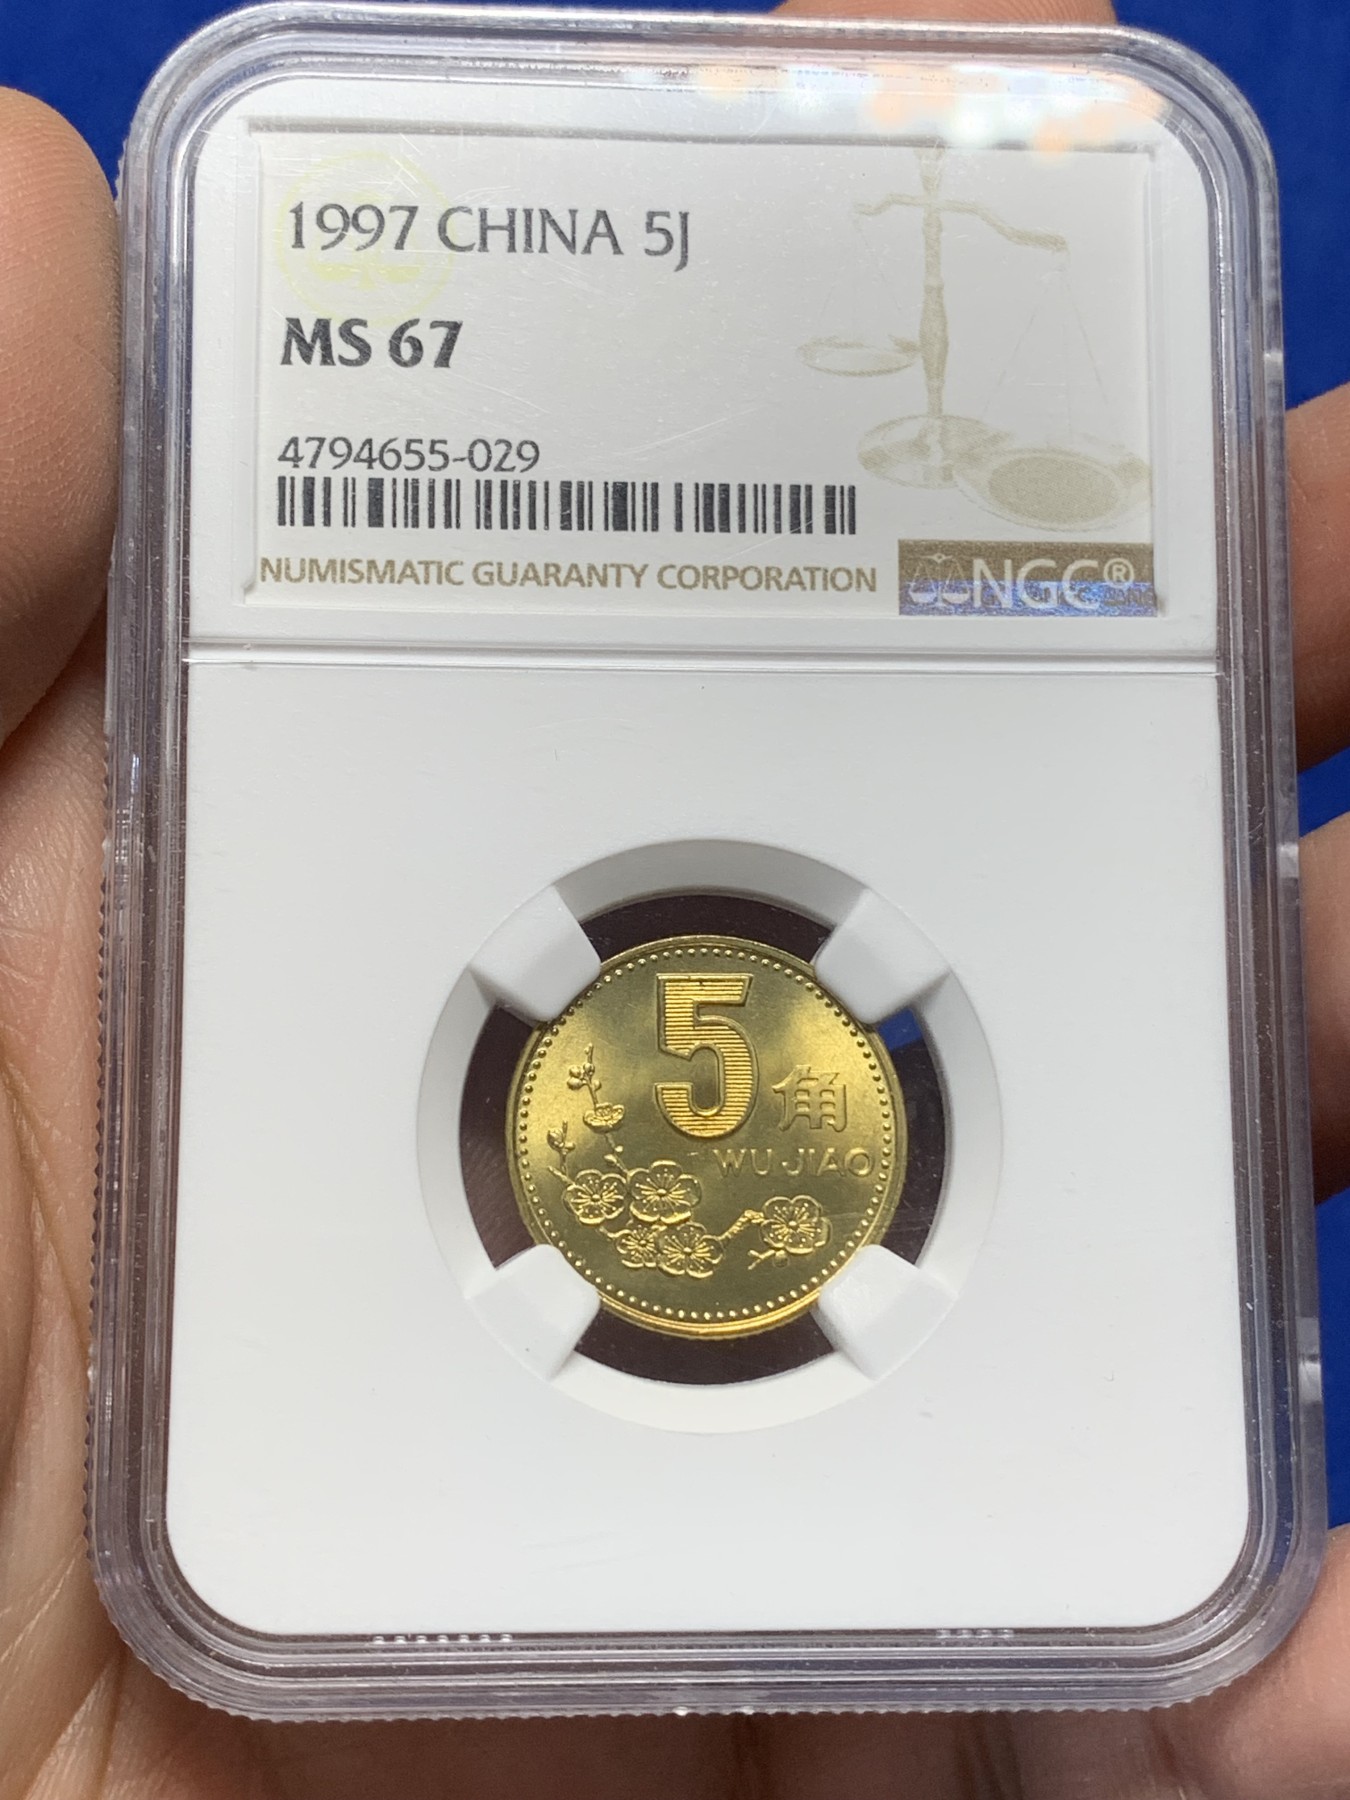 1997 CHINA 5J
MS 67
4794655-029
NUMISMATIC GUARANTY CORPORATION
NGC®
5
角
WU JIAO